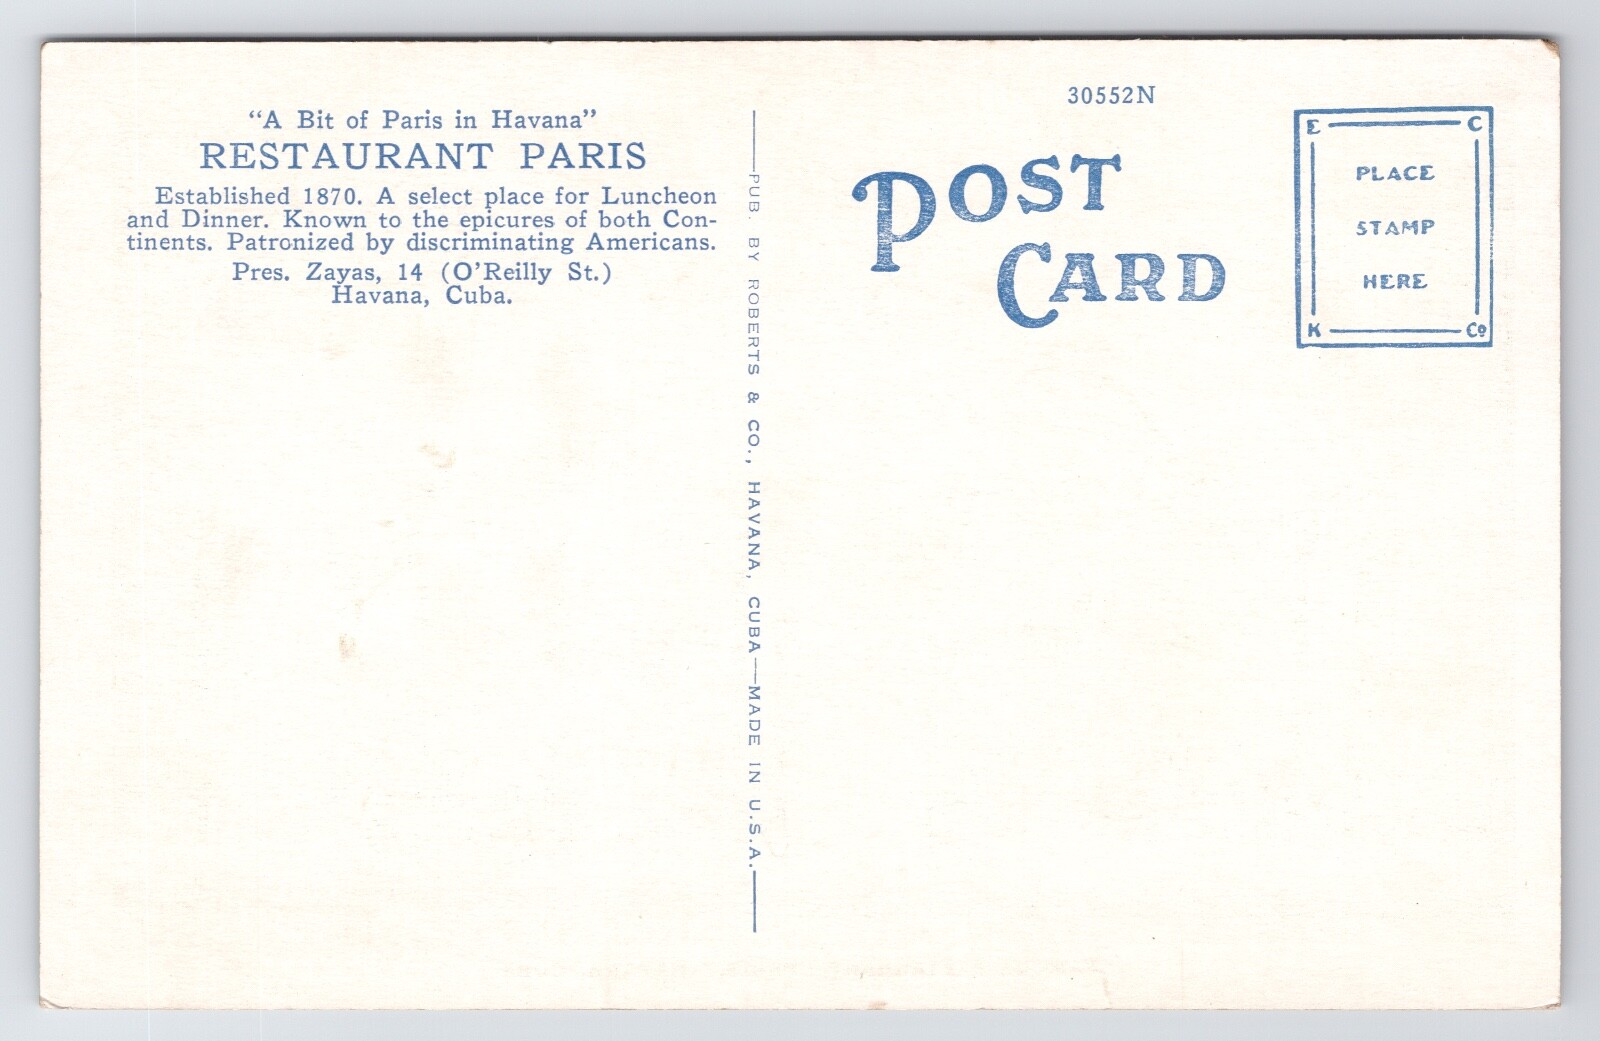 "A Bit of Paris in Havana"
RESTAURANT PARIS
Established 1870. A select place for Luncheon
and Dinner. Known to the epicures of both Con-
tinents. Patronized by discriminating Americans.
Pres. Zayas, 14 (O'Reilly St.)
Havana, Cuba.
PUB. BY ROBERTS & CO., HAVANA, CUBA—MADE IN U.S.A.
30552N
POST
CARD
E C
PLACE
STAMP
HERE
K Co